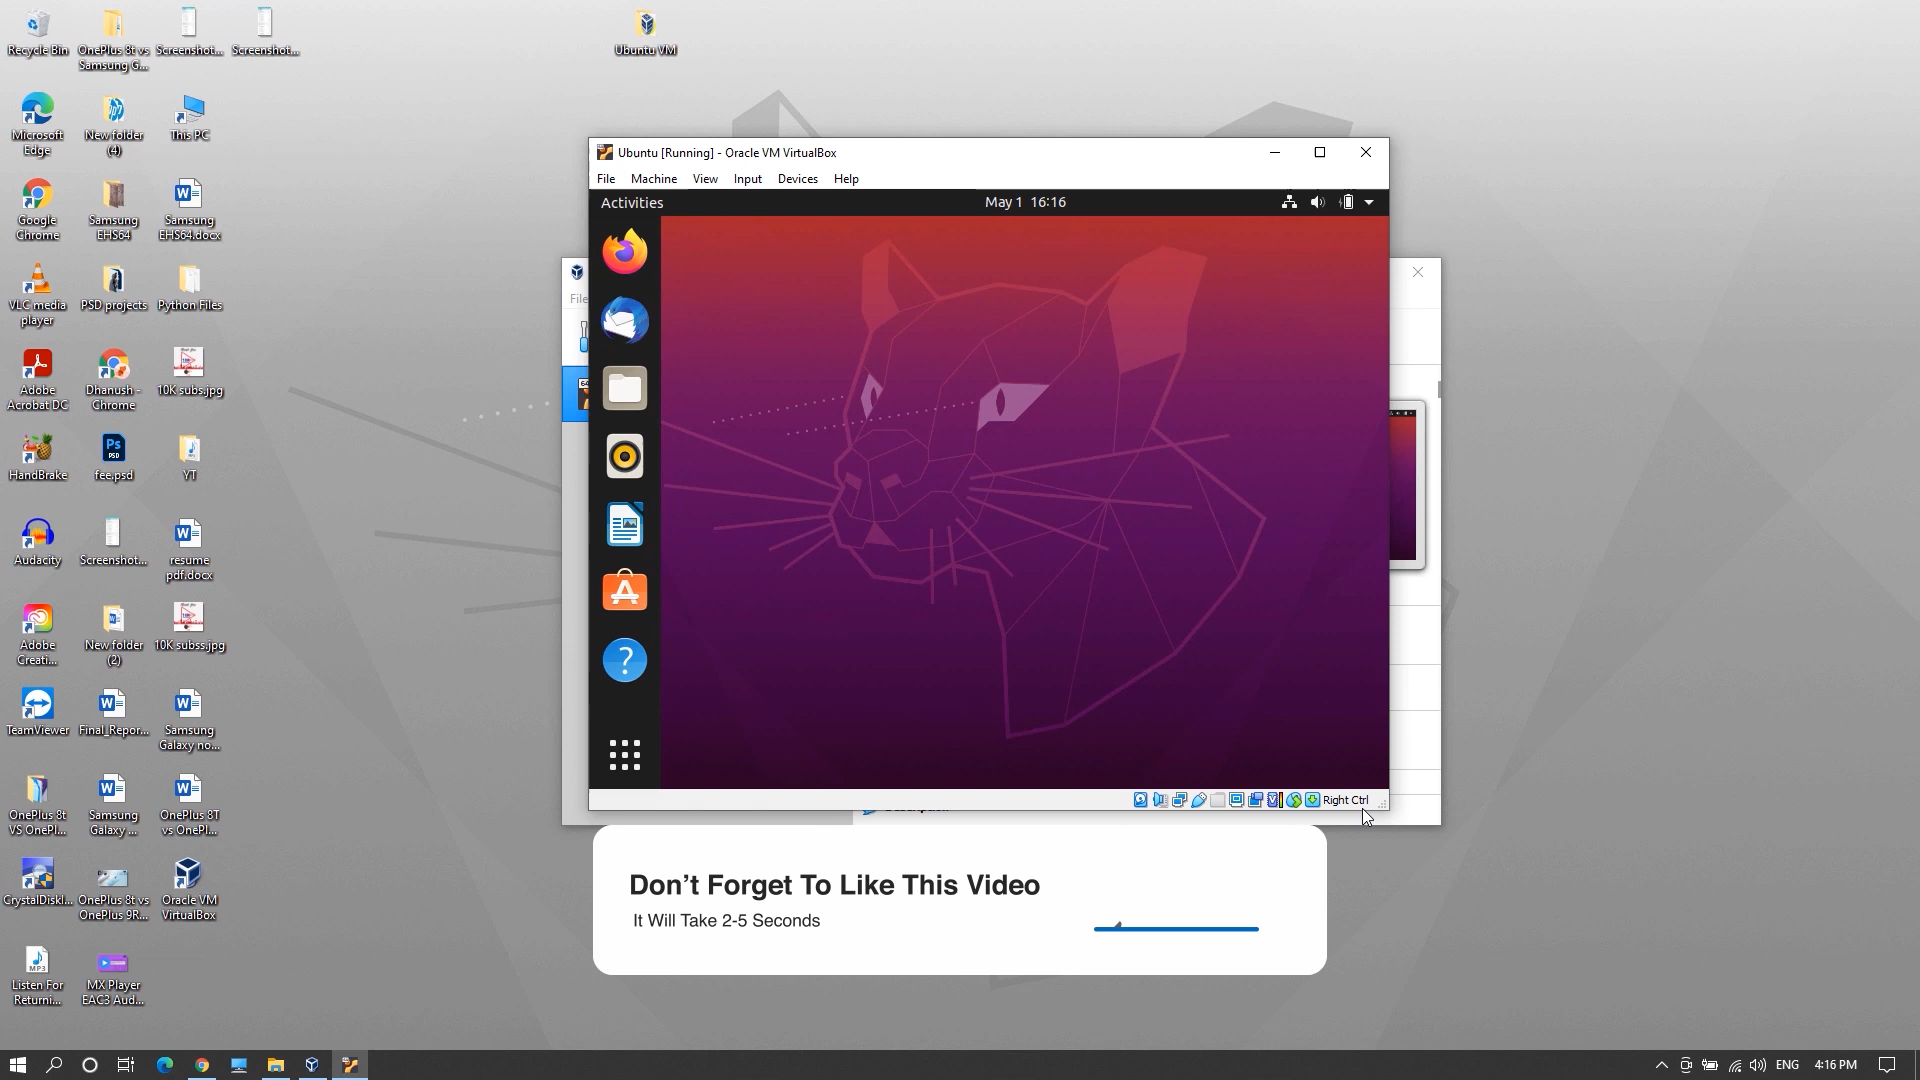 Recycle Bin
OnePlus 8t vs
Samsung G...
Screenshot...
Screenshot...
Ubuntu VM
Microsoft
Edge
New folder
(4)
This PC
Google
Chrome
Samsung
EHS64
Samsung
EHS64.docx
VLC media
player
PSD projects
Python Files
Adobe
Acrobat DC
Dhanush -
Chrome
10K subs.jpg
HandBrake
fee.psd
YT
Audacity
Screenshot...
resume
pdf.docx
Adobe
Creati...
New folder
(2)
10K subss.jpg
TeamViewer
Final_Repor...
Samsung
Galaxy no...
OnePlus 8t
VS OnePl...
Samsung
Galaxy ...
OnePlus 8T
vs OnePl...
CrystalDiskI...
OnePlus 8t vs
OnePlus 9R...
Oracle VM
VirtualBox
Listen For
Returni...
MX Player
EAC3 Aud...
Ubuntu [Running] - Oracle VM VirtualBox
File Machine View Input Devices Help
Activities
May 1 16:16
File
Right Ctrl
Don't Forget To Like This Video
It Will Take 2-5 Seconds
ENG
4:16 PM